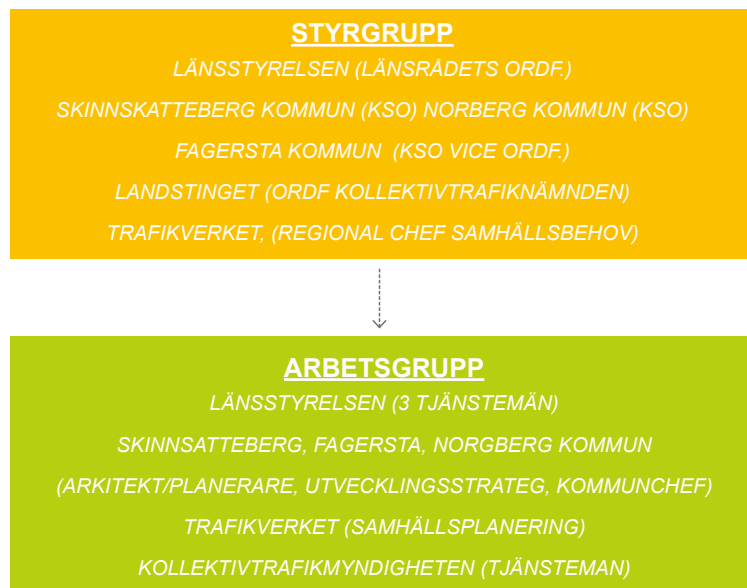 STYRGRUPP
LÄNSSTYRELSEN (LÄNSRÅDETS ORDF.)
SKINNSKATTEBERG KOMMUN (KSO) NORBERG KOMMUN (KSO)
FAGERSTA KOMMUN (KSO VICE ORDF.)
LANDSTINGET (ORDF KOLLEKTIVTRAFIKNÄMNDEN)
TRAFIKVERKET, (REGIONAL CHEF SAMHÄLLSBEHOV)
ARBETSGRUPP
LÄNSSTYRELSEN (3 TJÄNSTEMÄN)
SKINNSATTEBERG, FAGERSTA, NORGBERG KOMMUN
(ARKITEKT/PLANERARE, UTVECKLINGSSTRATEG, KOMMUNCHEF)
TRAFIKVERKET (SAMHÄLLSPLANERING)
KOLLEKTIVTRAFIKMYNDIGHETEN (TJÄNSTEMAN)